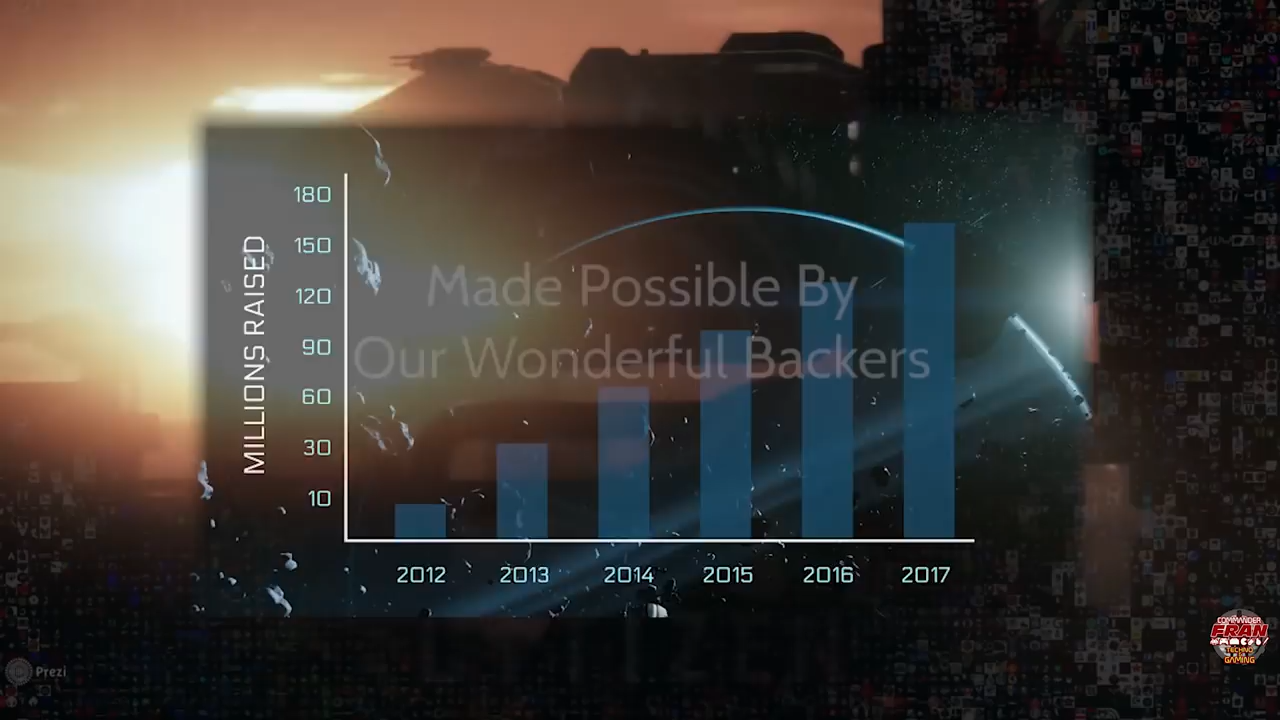 MILLIONS RAISED
180
150
120
90
60
30
10
Made Possible By
Our Wonderful Backers
2012
2013
2014
2015
2016
2017
Prezi
COMMANDER
FRAN
TECHNO
GAMING